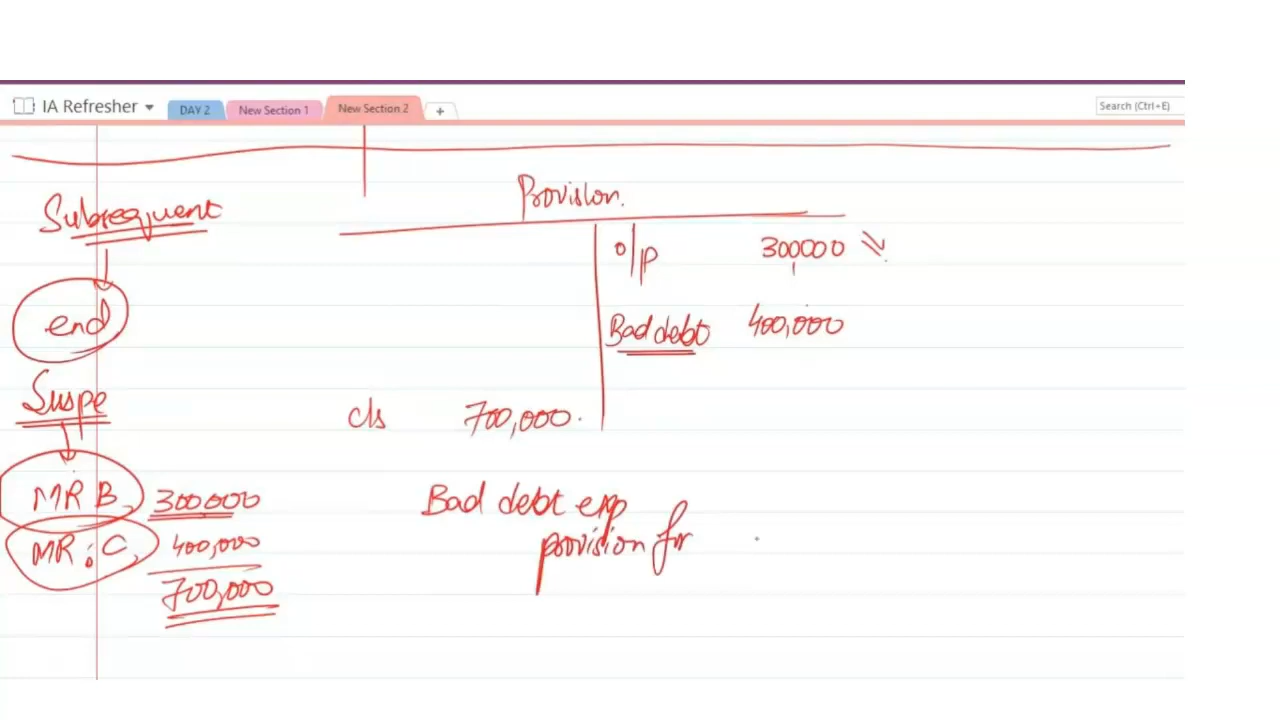 IA Refresher
DAY 2
New Section 1
New Section 2
+
Search (Ctrl+E)
Subsequent
end
Suspe
MR B, 300000
MR: C, 400,000
700,000
Provision.
o/p 300000
Bad debt 400,000
c/s 700,000.
Bad debt exp
provision for